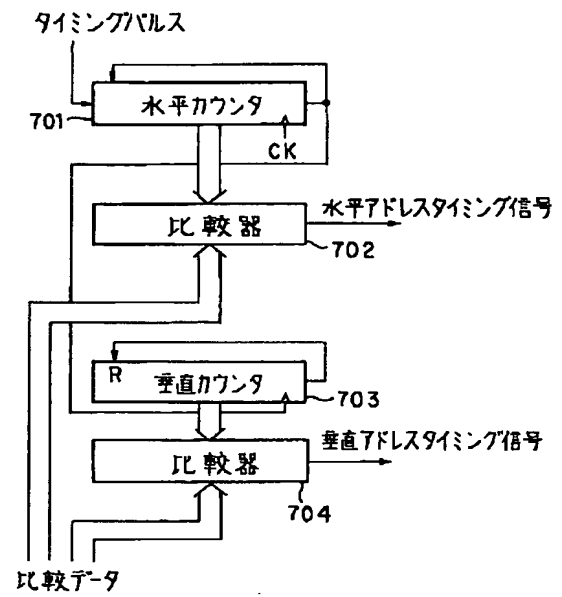 タイミングパルス
水平カウンタ
701
CK
水平アドレスタイミング信号
比較器
702
R
垂直カウンタ
703
垂直アドレスタイミング信号
比較器
704
比較データ